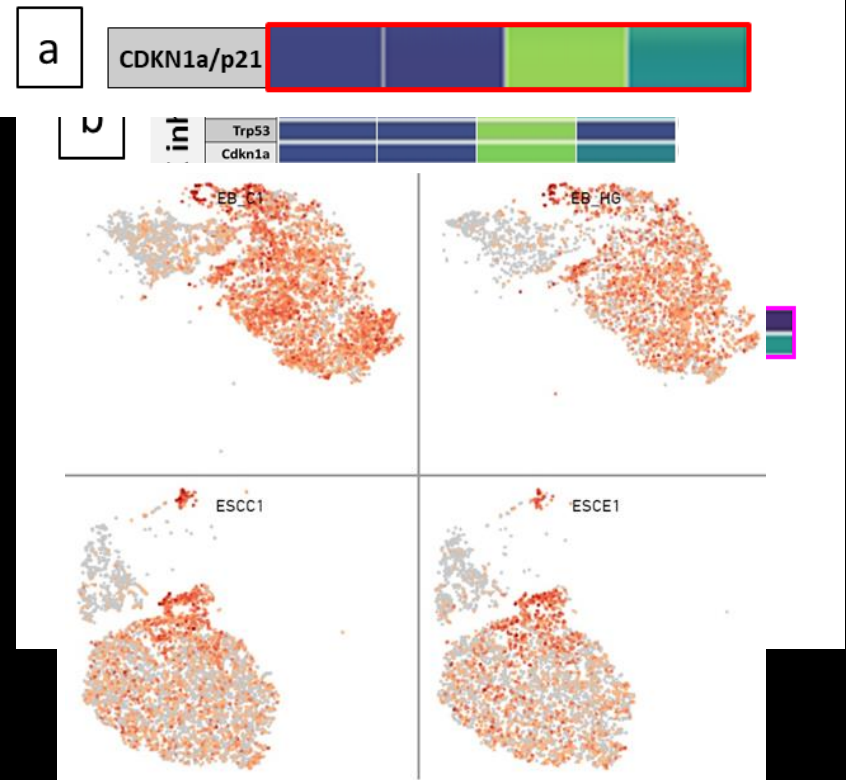 a
CDKN1a/p21
b
Trp53
Cdkn1a
EB_C1
EB_HG
ESCC1
ESCE1